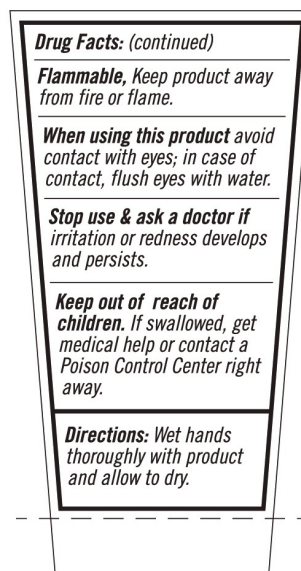 Drug Facts: (continued)
Flammable, Keep product away
from fire or flame.
When using this product avoid
contact with eyes; in case of
contact, flush eyes with water.
Stop use & ask a doctor if
irritation or redness develops
and persists.
Keep out of reach of
children. If swallowed, get
medical help or contact a
Poison Control Center right
away.
Directions: Wet hands
thoroughly with product
and allow to dry.